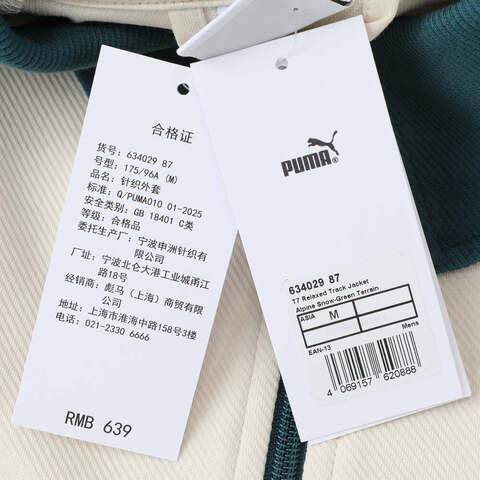 合格证
货号: 634029 87
号型: 175/96A (M)
品名: 针织外套
标准: Q/PUMA010 01-2025
安全类别: GB 18401 C类
等级: 合格品
委托生产厂: 宁波申洲针织有
限公司
厂址: 宁波北仑大港工业城甬江
路18号
经销商: 彪马(上海)商贸有限
公司
地址: 上海市淮海中路158号3楼
电话: 021-2330 6666
RMB 639
PUMA®
634029 87
T7 Relaxed Track Jacket
Alpine Snow-Green Terrain
ASIA M
EAN-13 Mens
4 069157 620888